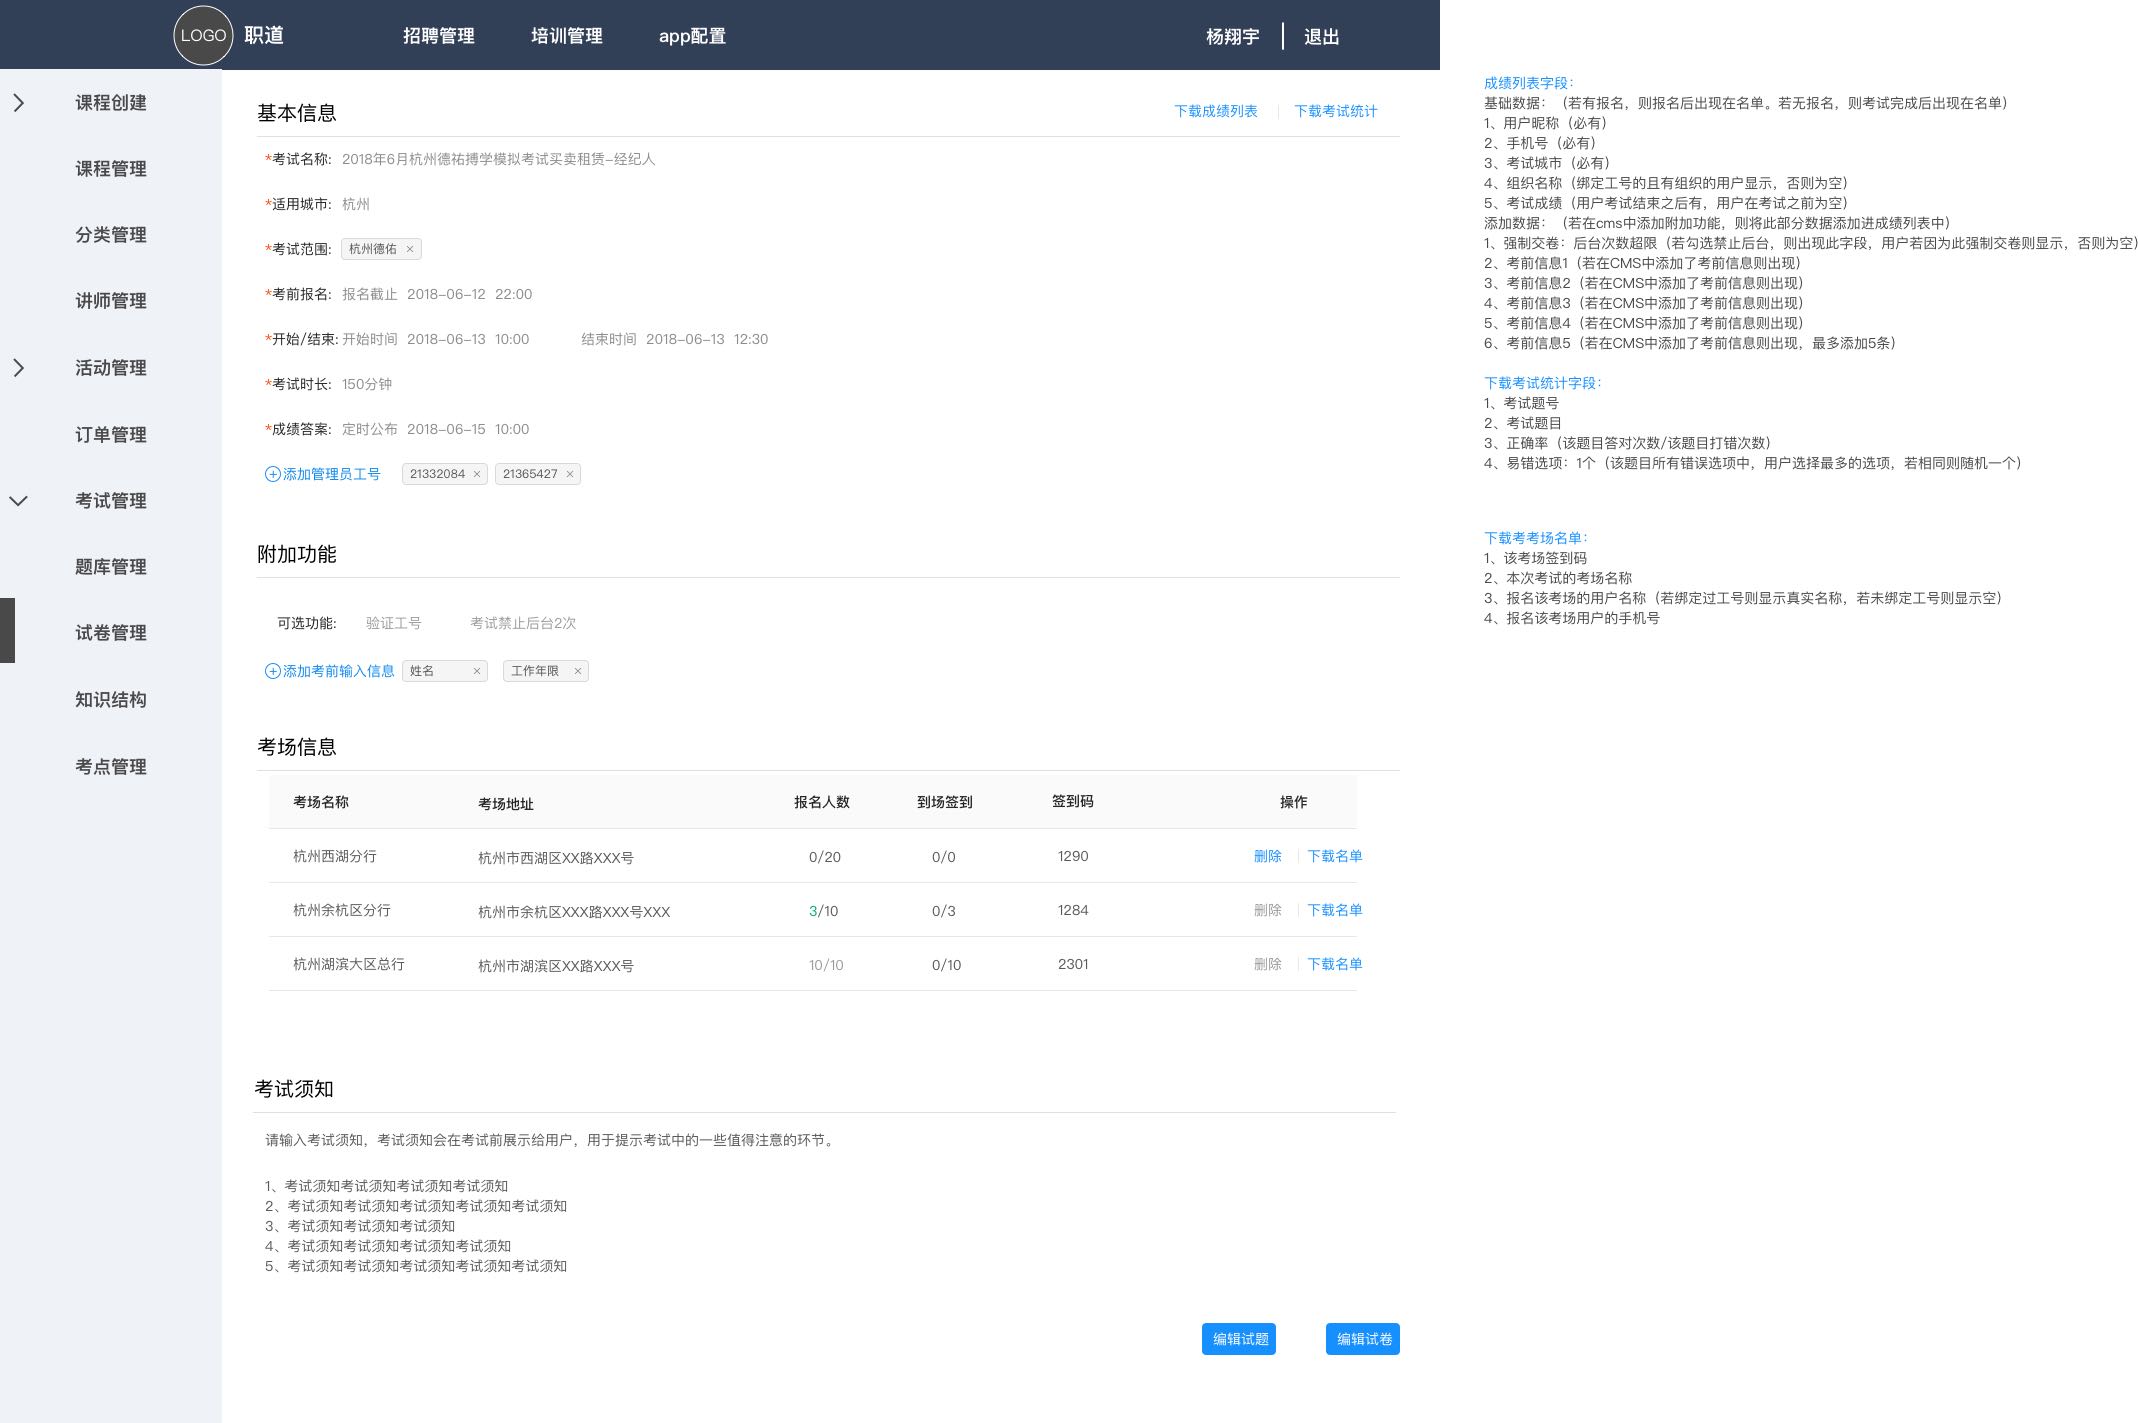 LOGO 职道 招聘管理 培训管理 app配置 杨翔宇 退出
课程创建
课程管理
分类管理
讲师管理
活动管理
订单管理
考试管理
题库管理
试卷管理
知识结构
考点管理
基本信息 下载成绩列表 下载考试统计
*考试名称: 2018年6月杭州德祐搏学模拟考试买卖租赁-经纪人
*适用城市: 杭州
*考试范围: 杭州德佑 ×
*考前报名: 报名截止 2018-06-12 22:00
*开始/结束: 开始时间 2018-06-13 10:00 结束时间 2018-06-13 12:30
*考试时长: 150分钟
*成绩答案: 定时公布 2018-06-15 10:00
添加管理员工号 21332084 × 21365427 ×
附加功能
可选功能: 验证工号 考试禁止后台2次
添加考前输入信息 姓名 × 工作年限 ×
考场信息
考场名称 考场地址 报名人数 到场签到 签到码 操作
杭州西湖分行 杭州市西湖区XX路XXX号 0/20 0/0 1290 删除 下载名单
杭州余杭区分行 杭州市余杭区XXX路XXX号XXX 3/10 0/3 1284 删除 下载名单
杭州湖滨大区总行 杭州市湖滨区XX路XXX号 10/10 0/10 2301 删除 下载名单
考试须知
请输入考试须知，考试须知会在考试前展示给用户，用于提示考试中的一些值得注意的环节。
1、考试须知考试须知考试须知考试须知
2、考试须知考试须知考试须知考试须知考试须知
3、考试须知考试须知考试须知
4、考试须知考试须知考试须知考试须知
5、考试须知考试须知考试须知考试须知考试须知
编辑试题 编辑试卷
成绩列表字段：
基础数据：（若有报名，则报名后出现在名单。若无报名，则考试完成后出现在名单）
1、用户昵称（必有）
2、手机号（必有）
3、考试城市（必有）
4、组织名称（绑定工号的且有组织的用户显示，否则为空）
5、考试成绩（用户考试结束之后有，用户在考试之前为空）
添加数据：（若在cms中添加附加功能，则将此部分数据添加进成绩列表中）
1、强制交卷：后台次数超限（若勾选禁止后台，则出现此字段，用户若因为此强制交卷则显示，否则为空）
2、考前信息1（若在CMS中添加了考前信息则出现）
3、考前信息2（若在CMS中添加了考前信息则出现）
4、考前信息3（若在CMS中添加了考前信息则出现）
5、考前信息4（若在CMS中添加了考前信息则出现）
6、考前信息5（若在CMS中添加了考前信息则出现，最多添加5条）
下载考试统计字段：
1、考试题号
2、考试题目
3、正确率（该题目答对次数/该题目打错次数）
4、易错选项：1个（该题目所有错误选项中，用户选择最多的选项，若相同则随机一个）
下载考考场名单：
1、该考场签到码
2、本次考试的考场名称
3、报名该考场的用户名称（若绑定过工号则显示真实名称，若未绑定工号则显示空）
4、报名该考场用户的手机号